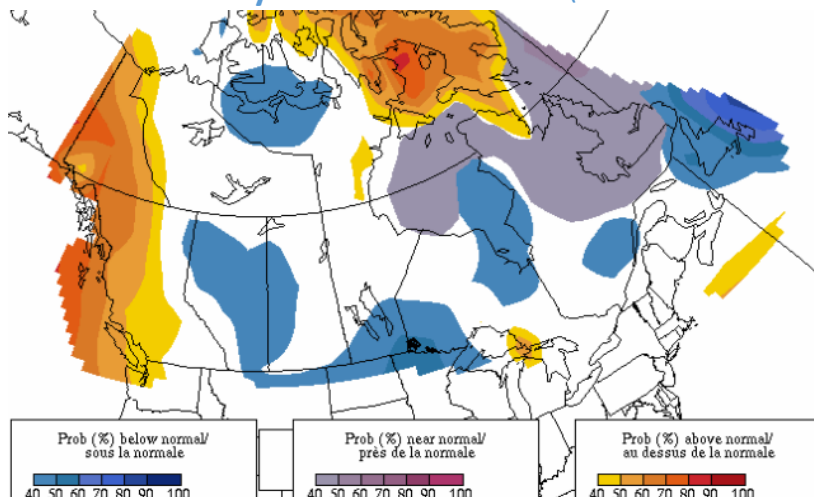 Prob (%) below normal/
sous la normale
40 50 60 70 80 90 100
Prob (%) near normal/
près de la normale
40 50 60 70 80 90 100
Prob (%) above normal/
au dessus de la normale
40 50 60 70 80 90 100